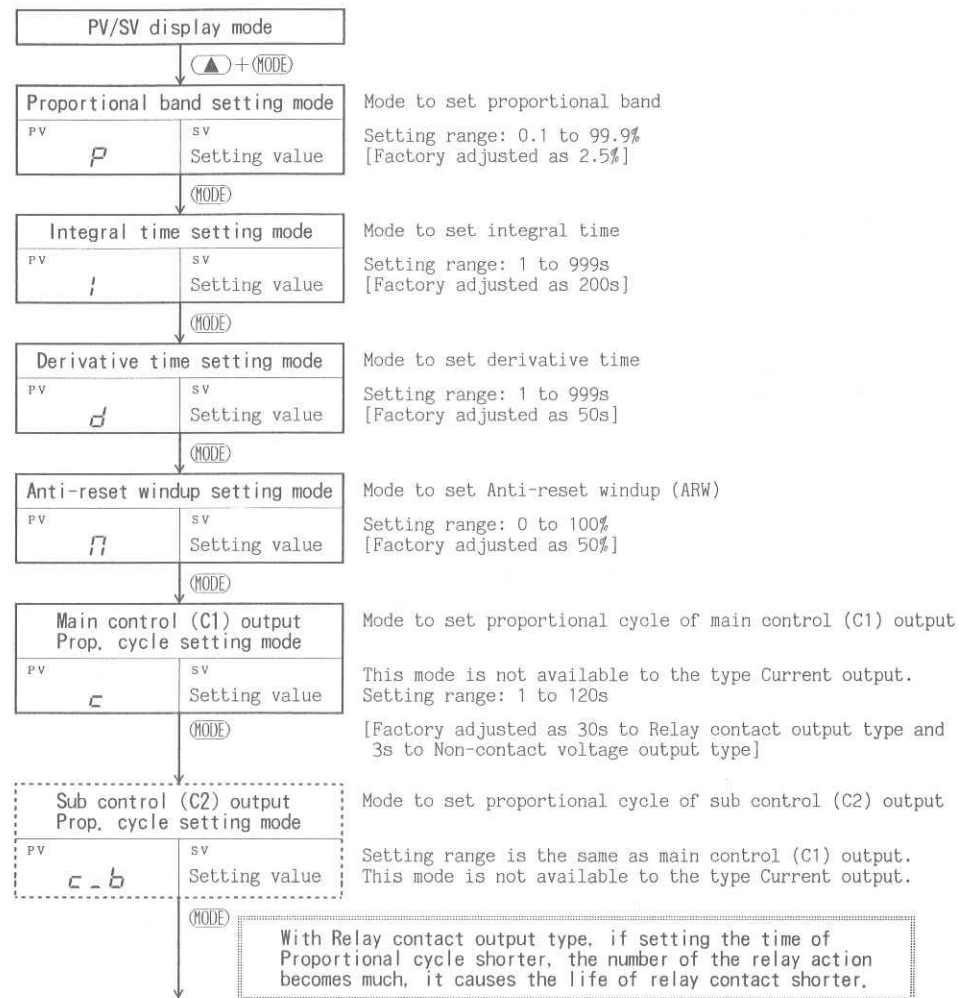 PV/SV display mode
▲ + MODE
Proportional band setting mode
Mode to set proportional band
PV
SV
P
Setting value
Setting range: 0.1 to 99.9%
[Factory adjusted as 2.5%]
MODE
Integral time setting mode
Mode to set integral time
PV
SV
I
Setting value
Setting range: 1 to 999s
[Factory adjusted as 200s]
MODE
Derivative time setting mode
Mode to set derivative time
PV
SV
d
Setting value
Setting range: 1 to 999s
[Factory adjusted as 50s]
MODE
Anti-reset windup setting mode
Mode to set Anti-reset windup (ARW)
PV
SV
Π
Setting value
Setting range: 0 to 100%
[Factory adjusted as 50%]
MODE
Main control (C1) output
Prop. cycle setting mode
Mode to set proportional cycle of main control (C1) output
PV
SV
c
Setting value
This mode is not available to the type Current output.
Setting range: 1 to 120s
MODE
[Factory adjusted as 30s to Relay contact output type and
3s to Non-contact voltage output type]
Sub control (C2) output
Prop. cycle setting mode
Mode to set proportional cycle of sub control (C2) output
PV
SV
c_b
Setting value
Setting range is the same as main control (C1) output.
This mode is not available to the type Current output.
MODE
With Relay contact output type, if setting the time of
Proportional cycle shorter, the number of the relay action
becomes much, it causes the life of relay contact shorter.